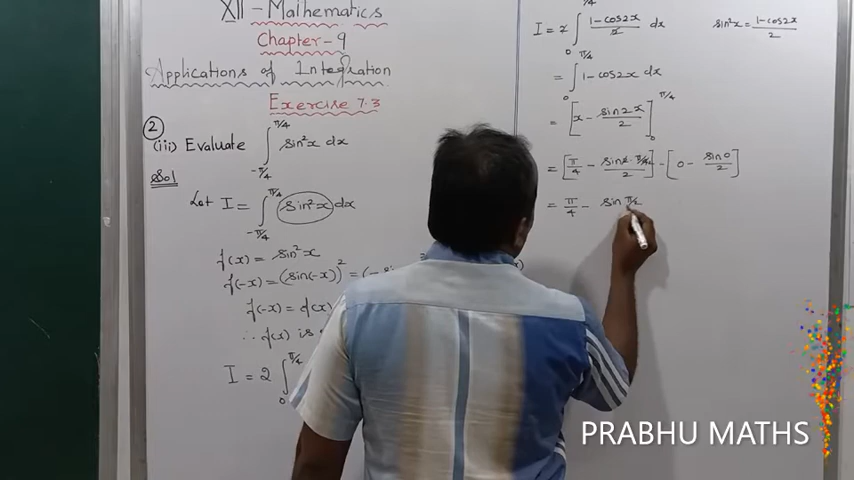 XII - Mathematics
Chapter - 9
Applications of Integration
Exercise 7.3
2
(iii) Evaluate ∫_{-π/4}^{π/4} sin²x dx
Sol
Let I = ∫_{-π/4}^{π/4} sin²x dx
f(x) = sin²x
f(-x) = (sin(-x))² =
f(-x) = f(x)
∴ f(x) is
I = 2 ∫_0^{π/4}
I = 2 ∫_0^{π/4} (1-cos2x)/2 dx sin²x = (1-cos2x)/2
= ∫_0^{π/4} 1-cos2x dx
= [x - sin2x/2]_0^{π/4}
= [π/4 - sin2·π/4/2] - [0 - sin0/2]
= π/4 - sin π/2
PRABHU MATHS